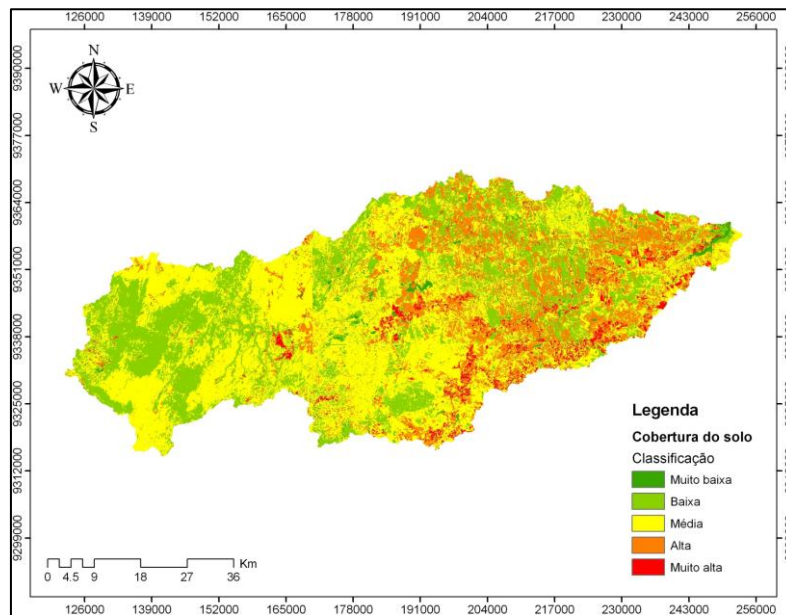 126000 139000 152000 165000 178000 191000 204000 217000 230000 243000 256000
N
W E
S
9390000
9377000
9364000
9351000
9338000
9325000
9312000
9299000
Legenda
Cobertura do solo
Classificação
Muito baixa
Baixa
Média
Alta
Muito alta
Km
0 4.5 9 18 27 36
126000 139000 152000 165000 178000 191000 204000 217000 230000 243000 256000